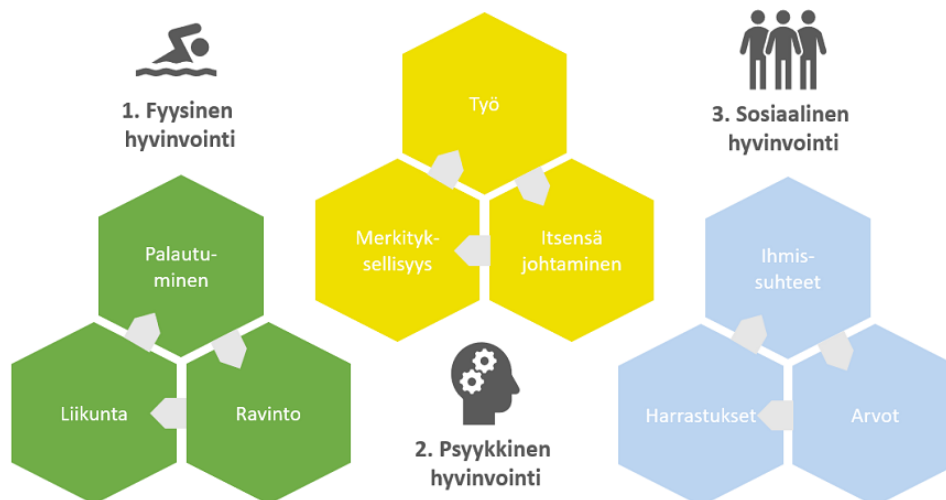 1. Fyysinen
hyvinvointi
Palautu-
minen
Liikunta
Ravinto
Työ
Merkityk-
sellisyys
Itsensä
johtaminen
2. Psyykkinen
hyvinvointi
3. Sosiaalinen
hyvinvointi
Ihmis-
suhteet
Harrastukset
Arvot